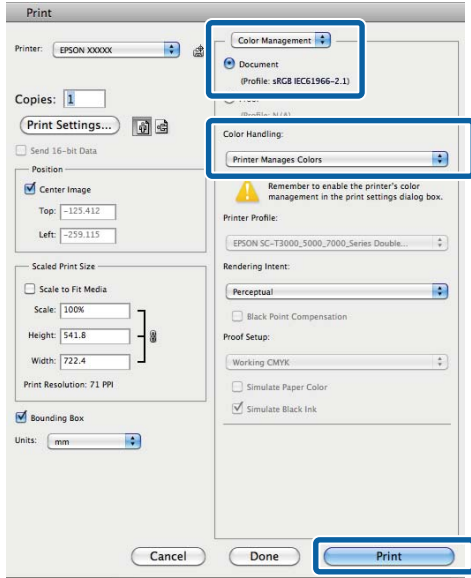 Print
Printer: EPSON XXXXX
Copies: 1
Print Settings...
Send 16-bit Data
Position
Center Image
Top: -125.412
Left: -259.115
Scaled Print Size
Scale to Fit Media
Scale: 100%
Height: 541.8
Width: 722.4
Print Resolution: 71 PPI
Bounding Box
Units: mm
Color Management
Document
(Profile: sRGB IEC61966-2.1)
Color Handling:
Printer Manages Colors
Remember to enable the printer's color
management in the print settings dialog box.
Printer Profile:
EPSON SC-T3000_5000_7000_Series Double...
Rendering Intent:
Perceptual
Black Point Compensation
Proof Setup:
Working CMYK
Simulate Paper Color
Simulate Black Ink
Cancel
Done
Print